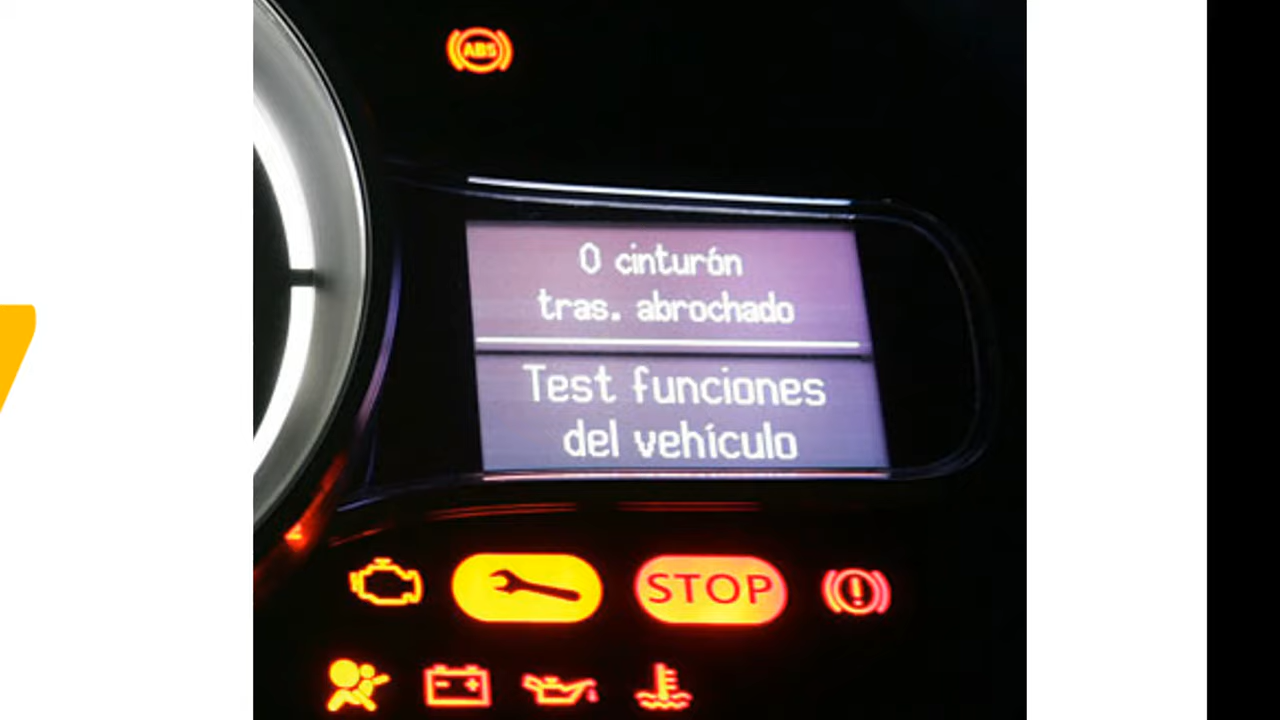 ABS
0 cinturón
tras. abrochado
Test funciones
del vehículo
STOP